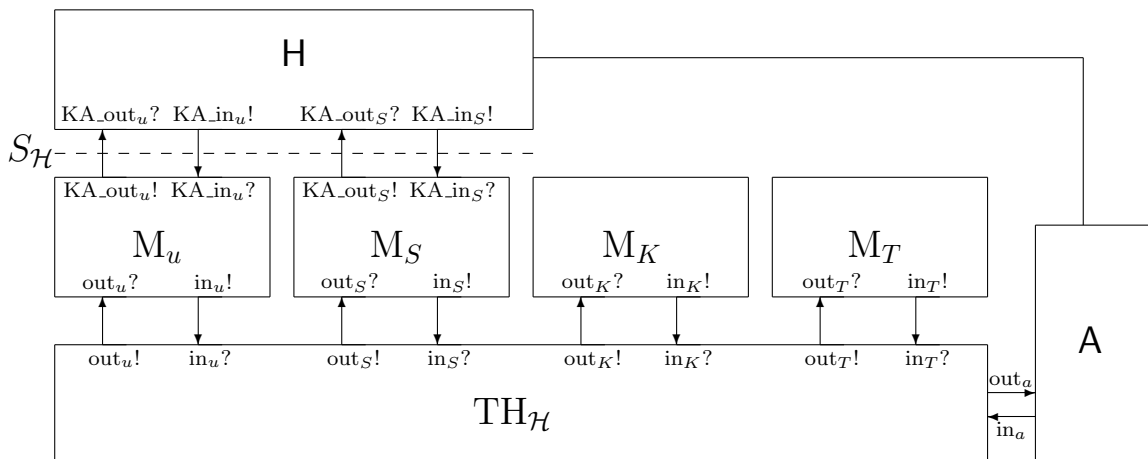 H
KA_out_u? KA_in_u! KA_out_S? KA_in_S!
S_ℋ
KA_out_u! KA_in_u? KA_out_S! KA_in_S?
M_u M_S M_K M_T
A
out_u? in_u! out_S? in_S! out_K? in_K! out_T? in_T!
out_u! in_u? out_S! in_S? out_K! in_K? out_T! in_T?
out_a
TH_ℋ
in_a